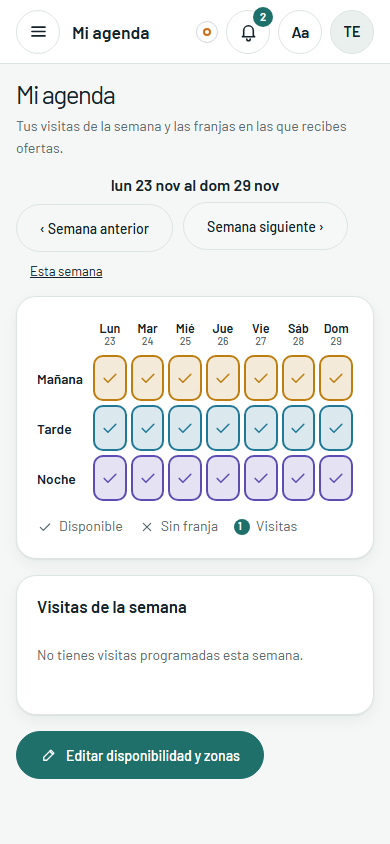 Mi agenda
2
Aa
TE
Mi agenda
Tus visitas de la semana y las franjas en las que recibes
ofertas.
lun 23 nov al dom 29 nov
‹ Semana anterior
Semana siguiente ›
Esta semana
Lun Mar Mié Jue Vie Sáb Dom
23 24 25 26 27 28 29
Mañana
Tarde
Noche
Disponible Sin franja 1 Visitas
Visitas de la semana
No tienes visitas programadas esta semana.
Editar disponibilidad y zonas